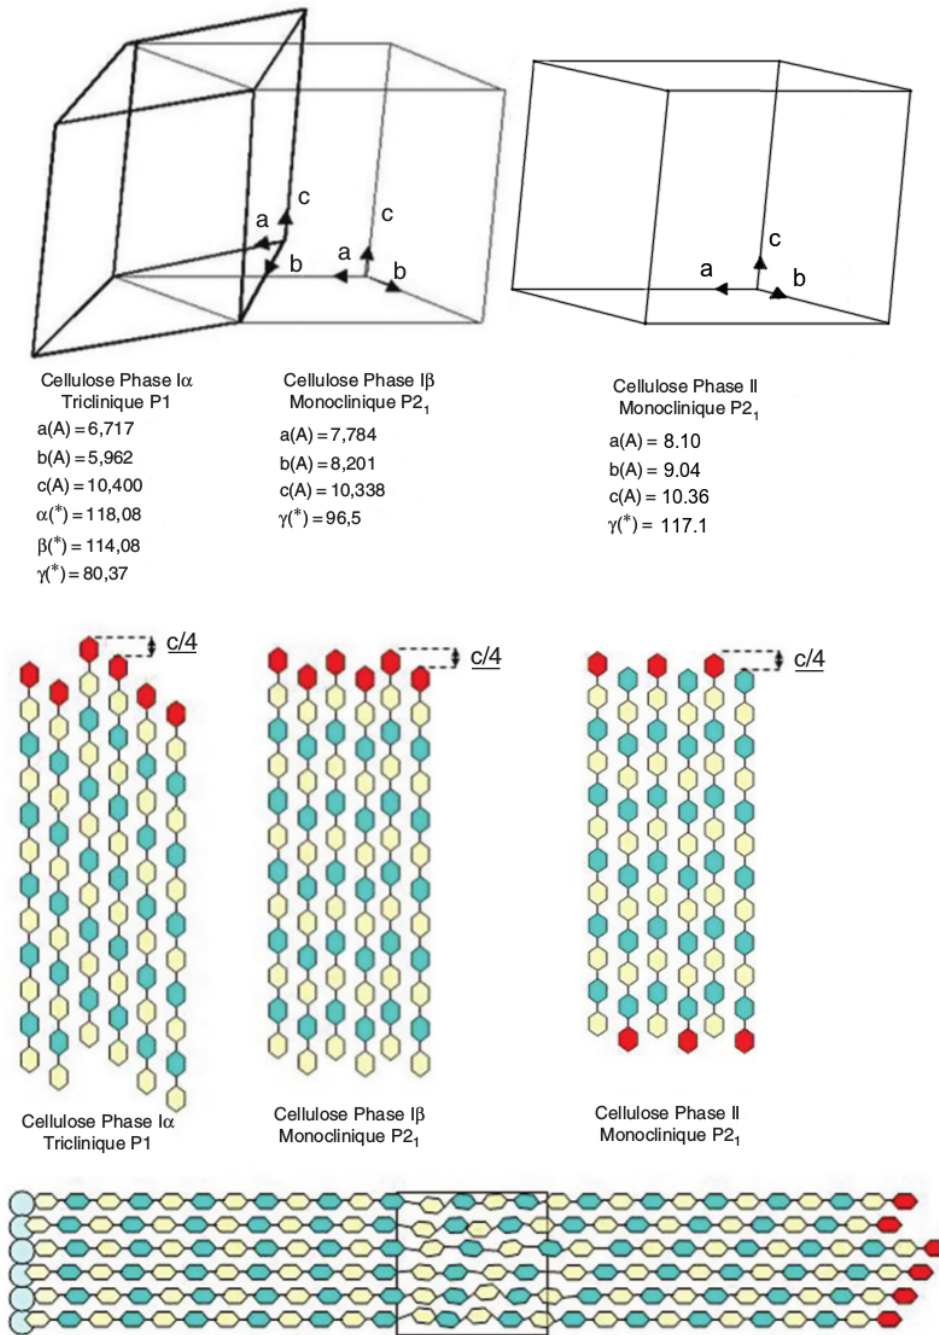 c
a
b
c
a
b
c
a
b
Cellulose Phase Iα
Triclinique P1
a(A) = 6,717
b(A) = 5,962
c(A) = 10,400
α(*) = 118,08
β(*) = 114,08
γ(*) = 80,37
Cellulose Phase Iβ
Monoclinique P2₁
a(A) = 7,784
b(A) = 8,201
c(A) = 10,338
γ(*) = 96,5
Cellulose Phase II
Monoclinique P2₁
a(A) = 8.10
b(A) = 9.04
c(A) = 10.36
γ(*) = 117.1
c/4
c/4
c/4
Cellulose Phase Iα
Triclinique P1
Cellulose Phase Iβ
Monoclinique P2₁
Cellulose Phase II
Monoclinique P2₁